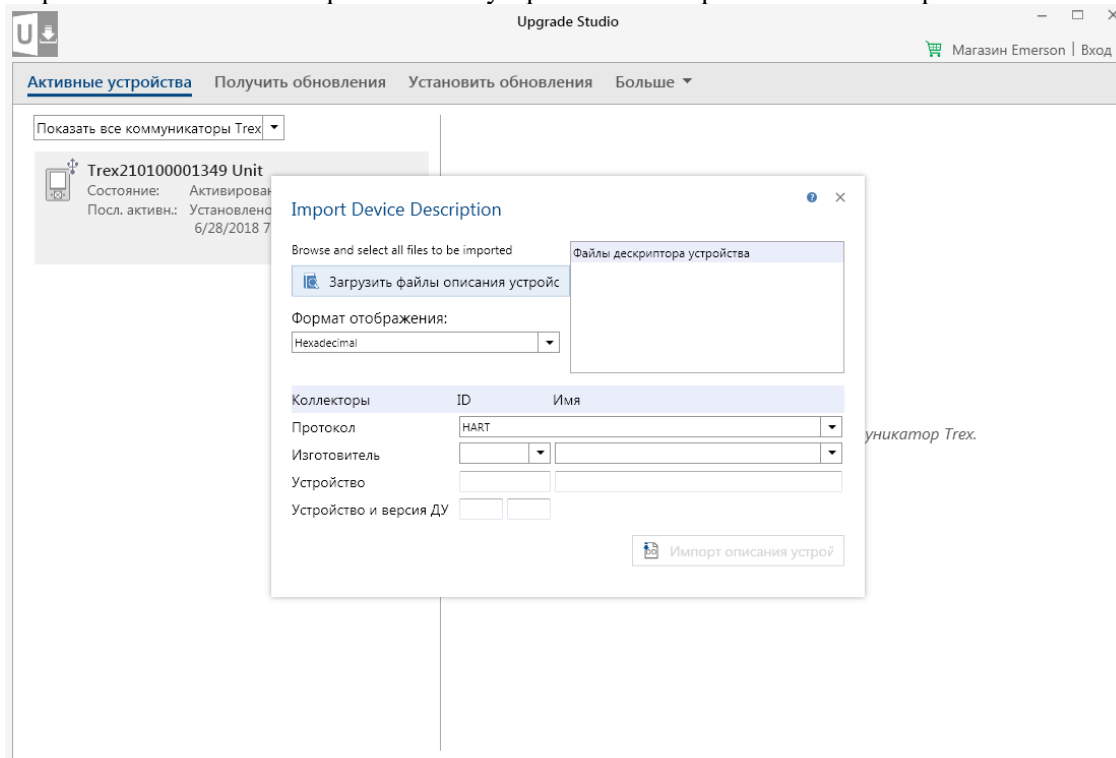 Upgrade Studio
Магазин Emerson | Вход
Активные устройства Получить обновления Установить обновления Больше
Показать все коммуникаторы Trex
Trex210100001349 Unit
Состояние: Активирован
Посл. активн.: Установлено
6/28/2018 7
Import Device Description
Browse and select all files to be imported
Файлы дескриптора устройства
Загрузить файлы описания устройс
Формат отображения:
Hexadecimal
Коллекторы ID Имя
Протокол HART
уникатор Trex.
Изготовитель
Устройство
Устройство и версия ДУ
Импорт описания устрой